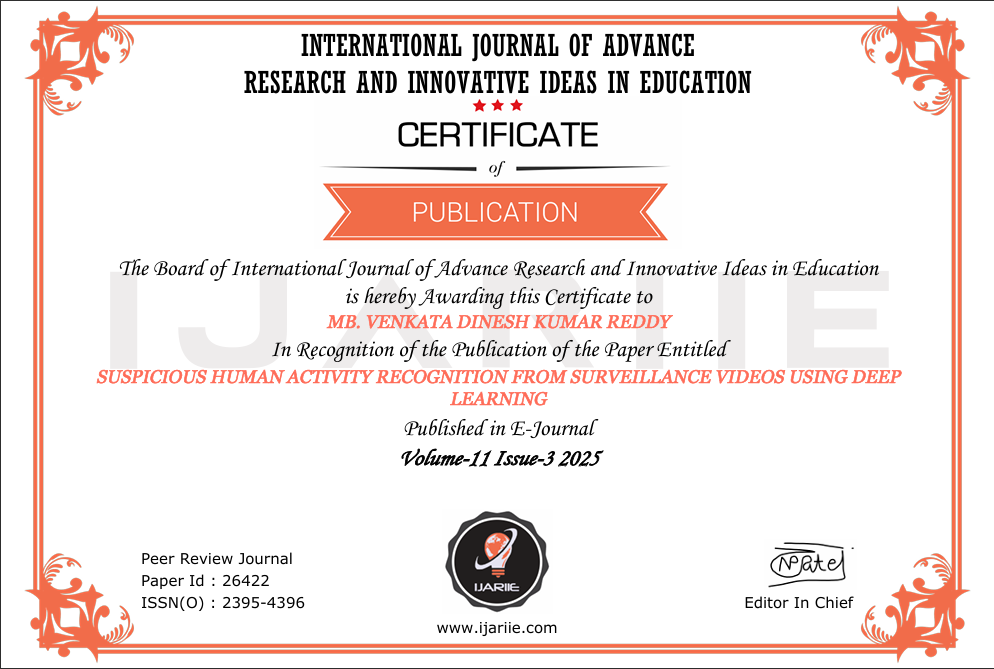 INTERNATIONAL JOURNAL OF ADVANCE
RESEARCH AND INNOVATIVE IDEAS IN EDUCATION
CERTIFICATE
of
PUBLICATION
IJARIIE
The Board of International Journal of Advance Research and Innovative Ideas in Education
is hereby Awarding this Certificate to
MB. VENKATA DINESH KUMAR REDDY
In Recognition of the Publication of the Paper Entitled
SUSPICIOUS HUMAN ACTIVITY RECOGNITION FROM SURVEILLANCE VIDEOS USING DEEP
LEARNING
Published in E-Journal
Volume-11 Issue-3 2025
Peer Review Journal
Paper Id : 26422
ISSN(O) : 2395-4396
IJARIIE
www.ijariie.com
NPatel
Editor In Chief